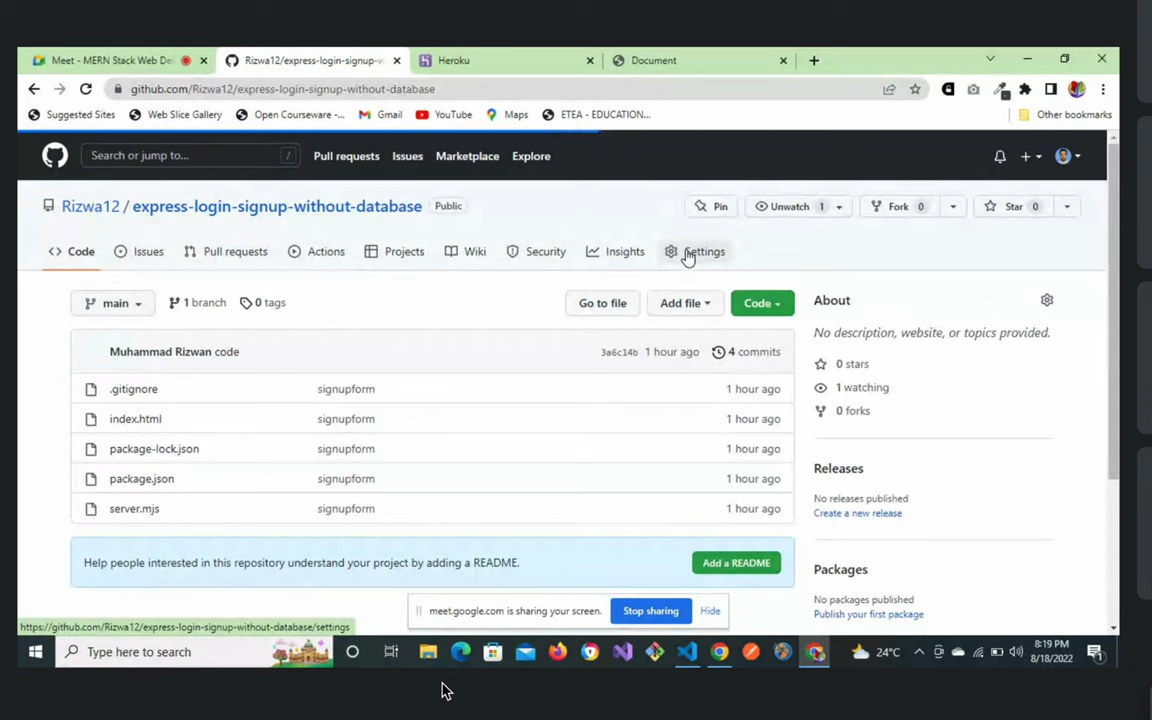 Meet - MERN Stack Web De
Rizwa12/express-login-signup-w
Heroku
Document
github.com/Rizwa12/express-login-signup-without-database
Suggested Sites
Web Slice Gallery
Open Courseware -...
Gmail
YouTube
Maps
ETEA - EDUCATION...
Other bookmarks
Search or jump to...
/
Pull requests
Issues
Marketplace
Explore
Rizwa12 / express-login-signup-without-database
Public
Pin
Unwatch 1
Fork 0
Star 0
Code
Issues
Pull requests
Actions
Projects
Wiki
Security
Insights
Settings
main
1 branch
0 tags
Go to file
Add file
Code
About
No description, website, or topics provided.
Muhammad Rizwan code
3a6c14b 1 hour ago
4 commits
0 stars
.gitignore signupform 1 hour ago
1 watching
index.html signupform 1 hour ago
0 forks
package-lock.json signupform 1 hour ago
package.json signupform 1 hour ago
server.mjs signupform 1 hour ago
Releases
No releases published
Create a new release
Help people interested in this repository understand your project by adding a README.
Add a README
Packages
No packages published
Publish your first package
meet.google.com is sharing your screen.
Stop sharing
Hide
https://github.com/Rizwa12/express-login-signup-without-database/settings
Type here to search
24°C
8:19 PM
8/18/2022
1